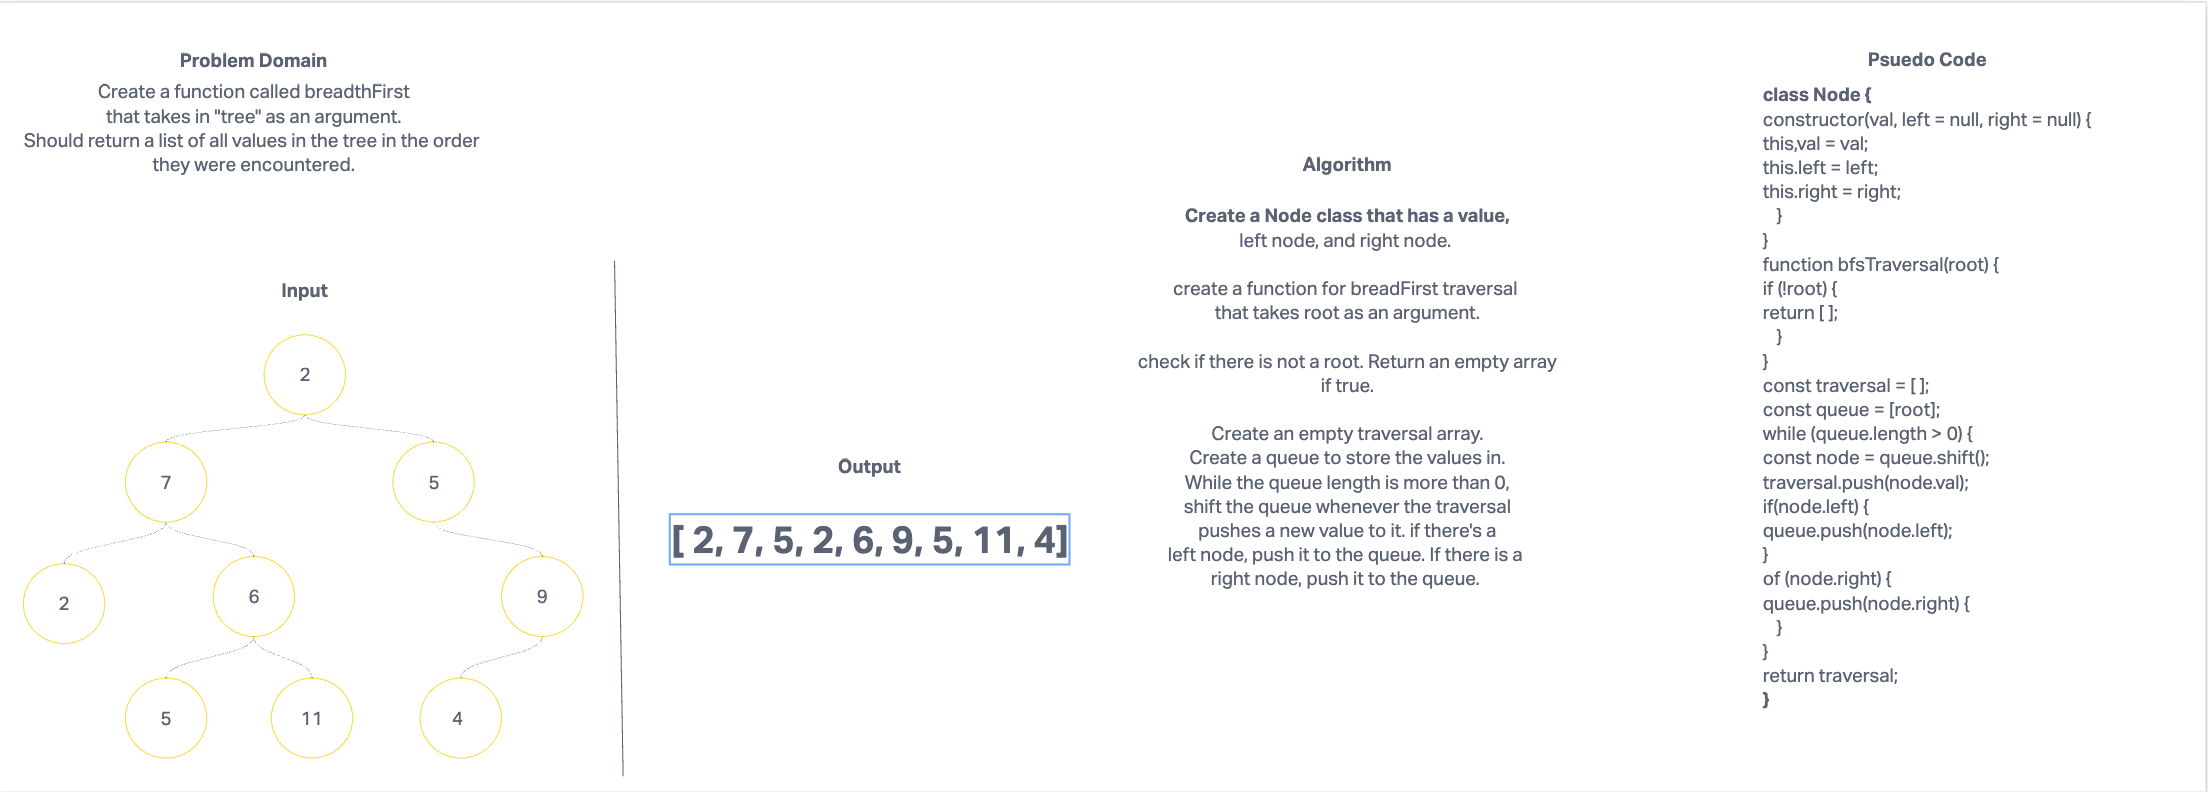 Problem Domain
Create a function called breadthFirst
that takes in "tree" as an argument.
Should return a list of all values in the tree in the order
they were encountered.
Input
2
7
5
2
6
9
5
11
4
Output
[ 2, 7, 5, 2, 6, 9, 5, 11, 4]
Algorithm
Create a Node class that has a value,
left node, and right node.
create a function for breadFirst traversal
that takes root as an argument.
check if there is not a root. Return an empty array
if true.
Create an empty traversal array.
Create a queue to store the values in.
While the queue length is more than 0,
shift the queue whenever the traversal
pushes a new value to it. if there's a
left node, push it to the queue. If there is a
right node, push it to the queue.
Psuedo Code
class Node {
constructor(val, left = null, right = null) {
this,val = val;
this.left = left;
this.right = right;
}
}
function bfsTraversal(root) {
if (!root) {
return [ ];
}
}
const traversal = [ ];
const queue = [root];
while (queue.length > 0) {
const node = queue.shift();
traversal.push(node.val);
if(node.left) {
queue.push(node.left);
}
of (node.right) {
queue.push(node.right) {
}
}
return traversal;
}